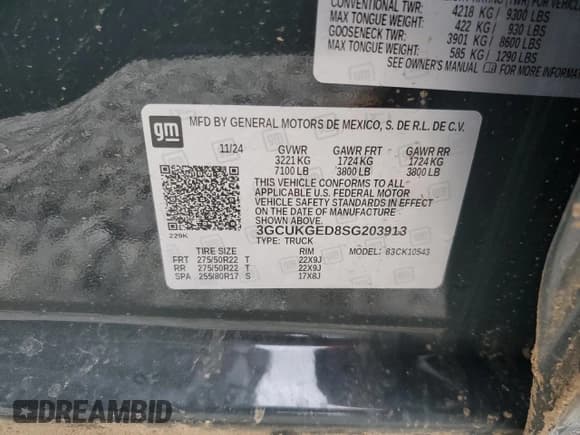 CONVENTIONAL TWR: 4218 KG / 9300 LBS
MAX TONGUE WEIGHT: 422 KG / 930 LBS
GOOSENECK TWR: 3901 KG / 8600 LBS
MAX TONGUE WEIGHT: 585 KG / 1290 LBS
SEE OWNER'S MANUAL FOR MORE INFORMATION
gm
MFD BY GENERAL MOTORS DE MEXICO, S. DE R.L. DE C.V.
11/24 GVWR GAWR FRT GAWR RR
3221 KG 1724 KG 1724 KG
7100 LB 3800 LB 3800 LB
THIS VEHICLE CONFORMS TO ALL
APPLICABLE U.S. FEDERAL MOTOR
VEHICLE SAFETY STANDARDS IN
EFFECT ON THE DATE OF
MANUFACTURE SHOWN ABOVE.
3GCUKGED8SG203913
229K
TYPE: TRUCK MODEL: 83CK10543
TIRE SIZE RIM
FRT 275/50R22 T 22X9J
RR 275/50R22 T 22X9J
SPA 255/80R17 S 17X8J
DREAMBID